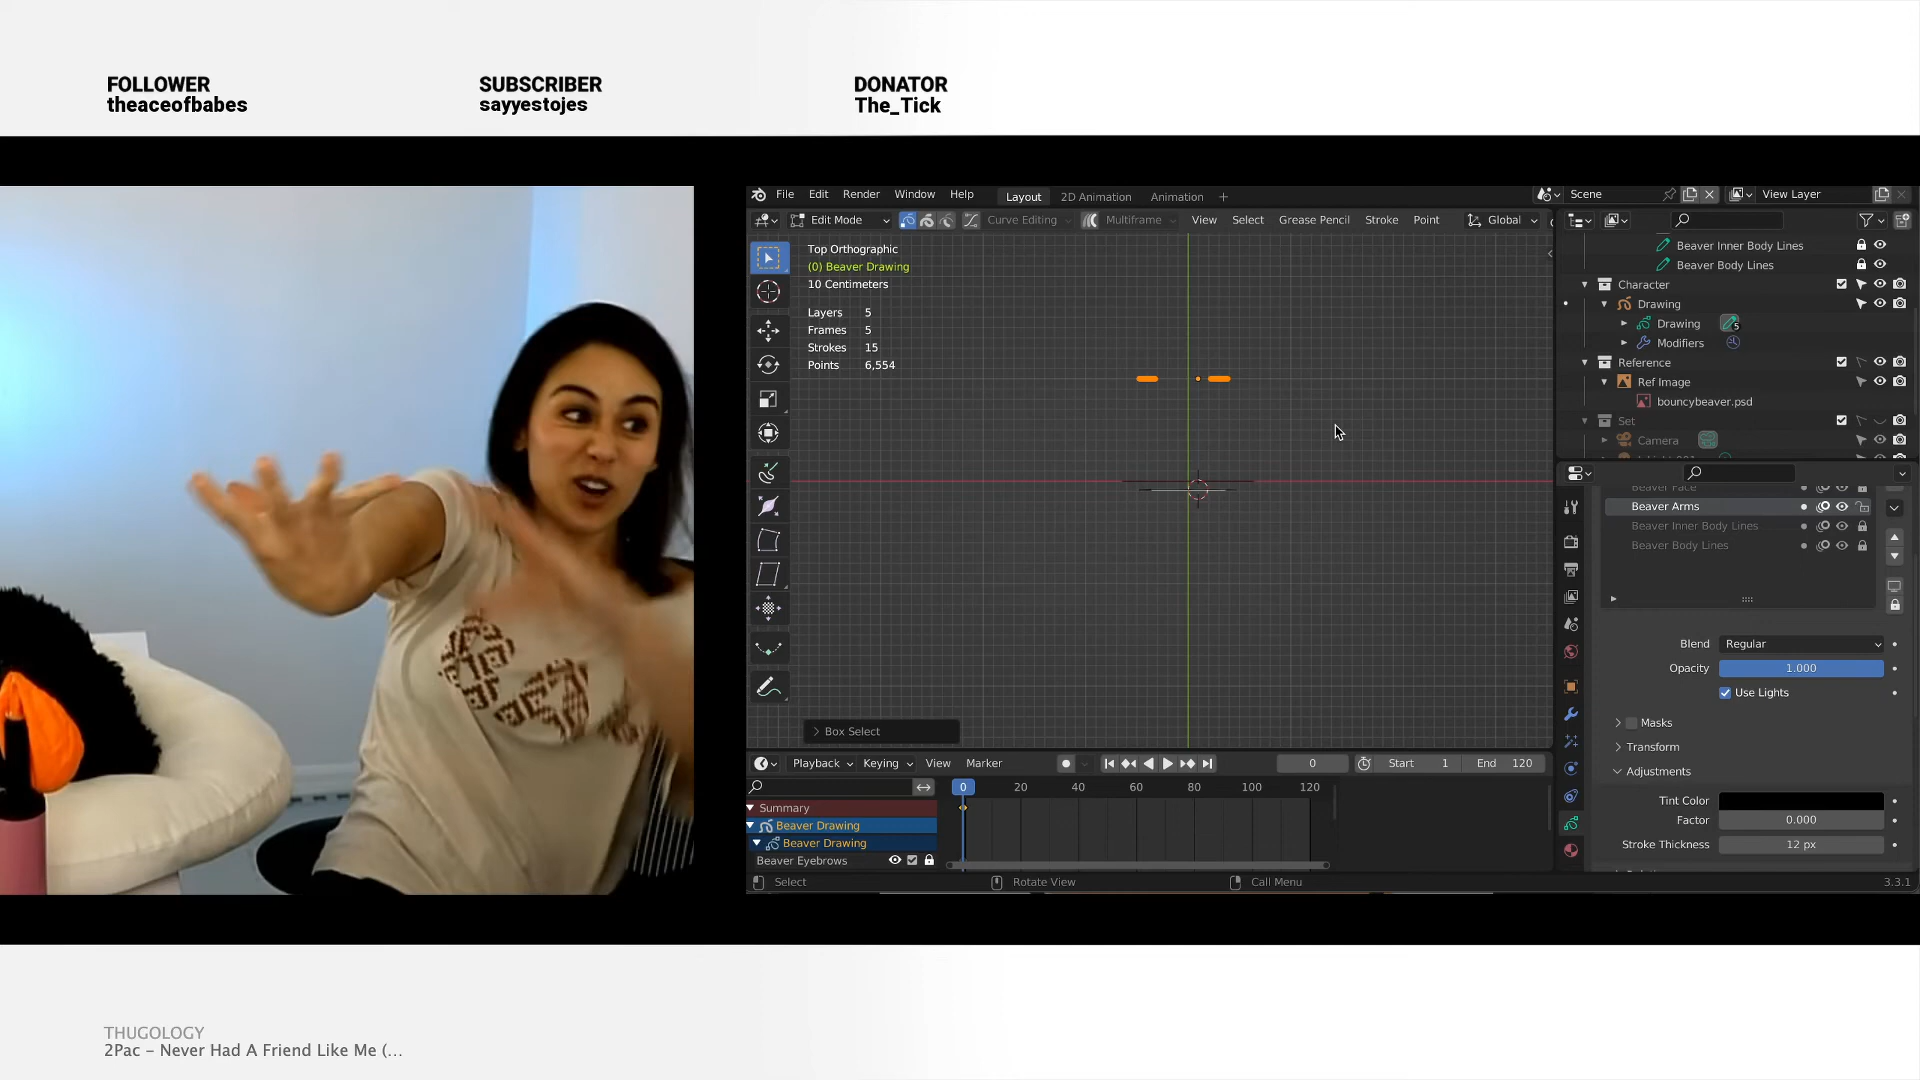 FOLLOWER
theaceofbabes
SUBSCRIBER
sayyestojes
DONATOR
The_Tick
File Edit Render Window Help Layout 2D Animation Animation + Scene View Layer
Edit Mode Curve Editing Multiframe View Select Grease Pencil Stroke Point Global
Top Orthographic
(0) Beaver Drawing
10 Centimeters
Layers 5
Frames 5
Strokes 15
Points 6,554
Box Select
Beaver Inner Body Lines
Beaver Body Lines
Character
Drawing
Drawing 5
Modifiers
Reference
Ref Image
bouncybeaver.psd
Set
Camera
Beaver Face
Beaver Arms
Beaver Inner Body Lines
Beaver Body Lines
Blend Regular
Opacity 1.000
Use Lights
Masks
Transform
Adjustments
Tint Color
Factor 0.000
Stroke Thickness 12 px
Playback Keying View Marker 0 Start 1 End 120
0 20 40 60 80 100 120
Summary
Beaver Drawing
Beaver Drawing
Beaver Eyebrows
Select Rotate View Call Menu 3.3.1
THUGOLOGY
2Pac - Never Had A Friend Like Me (...